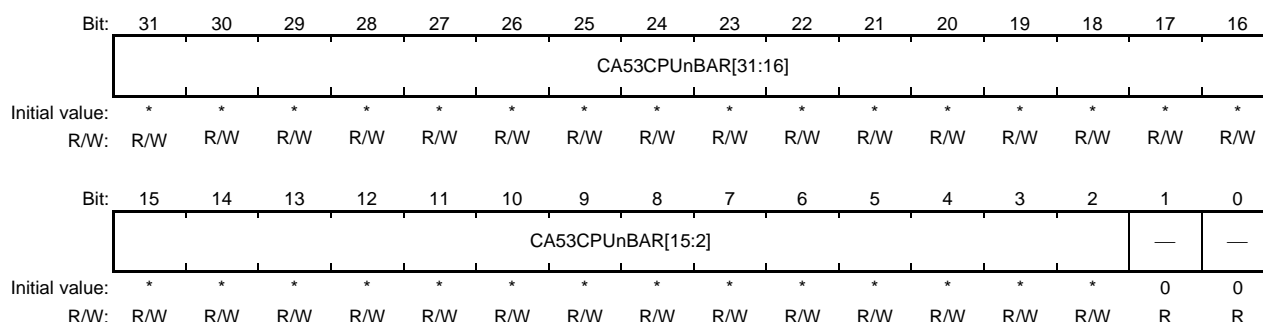 Bit: 31 30 29 28 27 26 25 24 23 22 21 20 19 18 17 16
CA53CPUnBAR[31:16]
Initial value: * * * * * * * * * * * * * * * *
R/W: R/W R/W R/W R/W R/W R/W R/W R/W R/W R/W R/W R/W R/W R/W R/W R/W
Bit: 15 14 13 12 11 10 9 8 7 6 5 4 3 2 1 0
CA53CPUnBAR[15:2] — —
Initial value: * * * * * * * * * * * * * * 0 0
R/W: R/W R/W R/W R/W R/W R/W R/W R/W R/W R/W R/W R/W R/W R/W R R